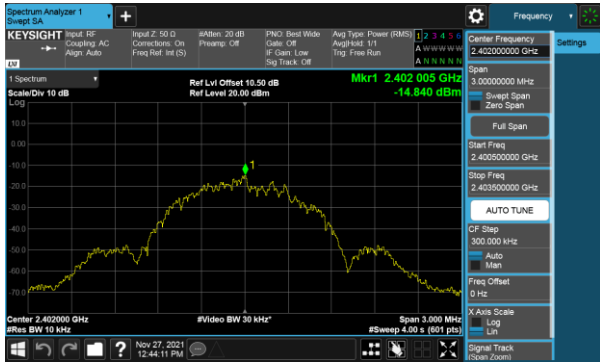 Spectrum Analyzer 1
Swept SA
+
Frequency
KEYSIGHT
Input: RF
Coupling: AC
Align: Auto
Input Z: 50 Ω
Corrections: On
Freq Ref: Int (S)
#Atten: 20 dB
Preamp: Off
PNO: Best Wide
Gate: Off
IF Gain: Low
Sig Track: Off
Avg Type: Power (RMS)
Avg|Hold: 1/1
Trig: Free Run
1 2 3 4 5 6
A W W W W W
A N N N N N
Center Frequency
2.402000000 GHz
Settings
Span
3.00000000 MHz
Swept Span
Zero Span
Full Span
Start Freq
2.400500000 GHz
Stop Freq
2.403500000 GHz
AUTO TUNE
CF Step
300.000 kHz
Auto
Man
Freq Offset
0 Hz
X Axis Scale
Log
Lin
Signal Track
(Span Zoom)
1 Spectrum
Scale/Div 10 dB
Ref Lvl Offset 10.50 dB
Ref Level 20.00 dBm
Mkr1 2.402 005 GHz
-14.840 dBm
Log
10.0
0.00
-10.0
1
-20.0
-30.0
-40.0
-50.0
-60.0
-70.0
Center 2.402000 GHz
#Res BW 10 kHz
#Video BW 30 kHz*
Span 3.000 MHz
#Sweep 4.00 s (601 pts)
?
Nov 27, 2021
12:44:11 PM